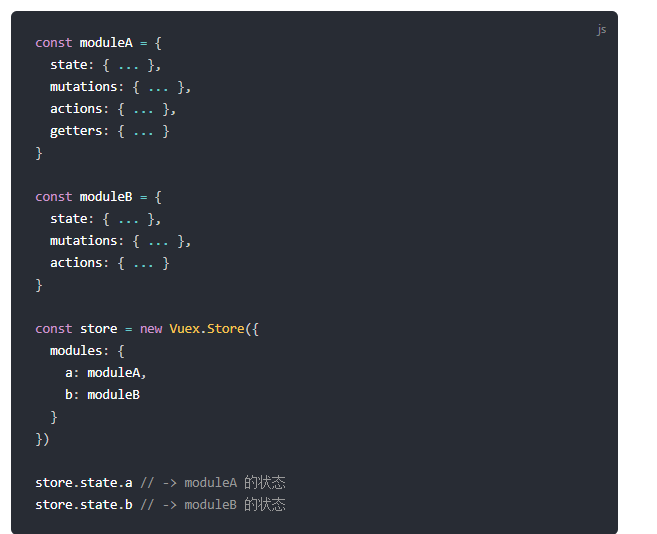 js
const moduleA = {
  state: { ... },
  mutations: { ... },
  actions: { ... },
  getters: { ... }
}

const moduleB = {
  state: { ... },
  mutations: { ... },
  actions: { ... }
}

const store = new Vuex.Store({
  modules: {
    a: moduleA,
    b: moduleB
  }
})

store.state.a // -> moduleA 的状态
store.state.b // -> moduleB 的状态